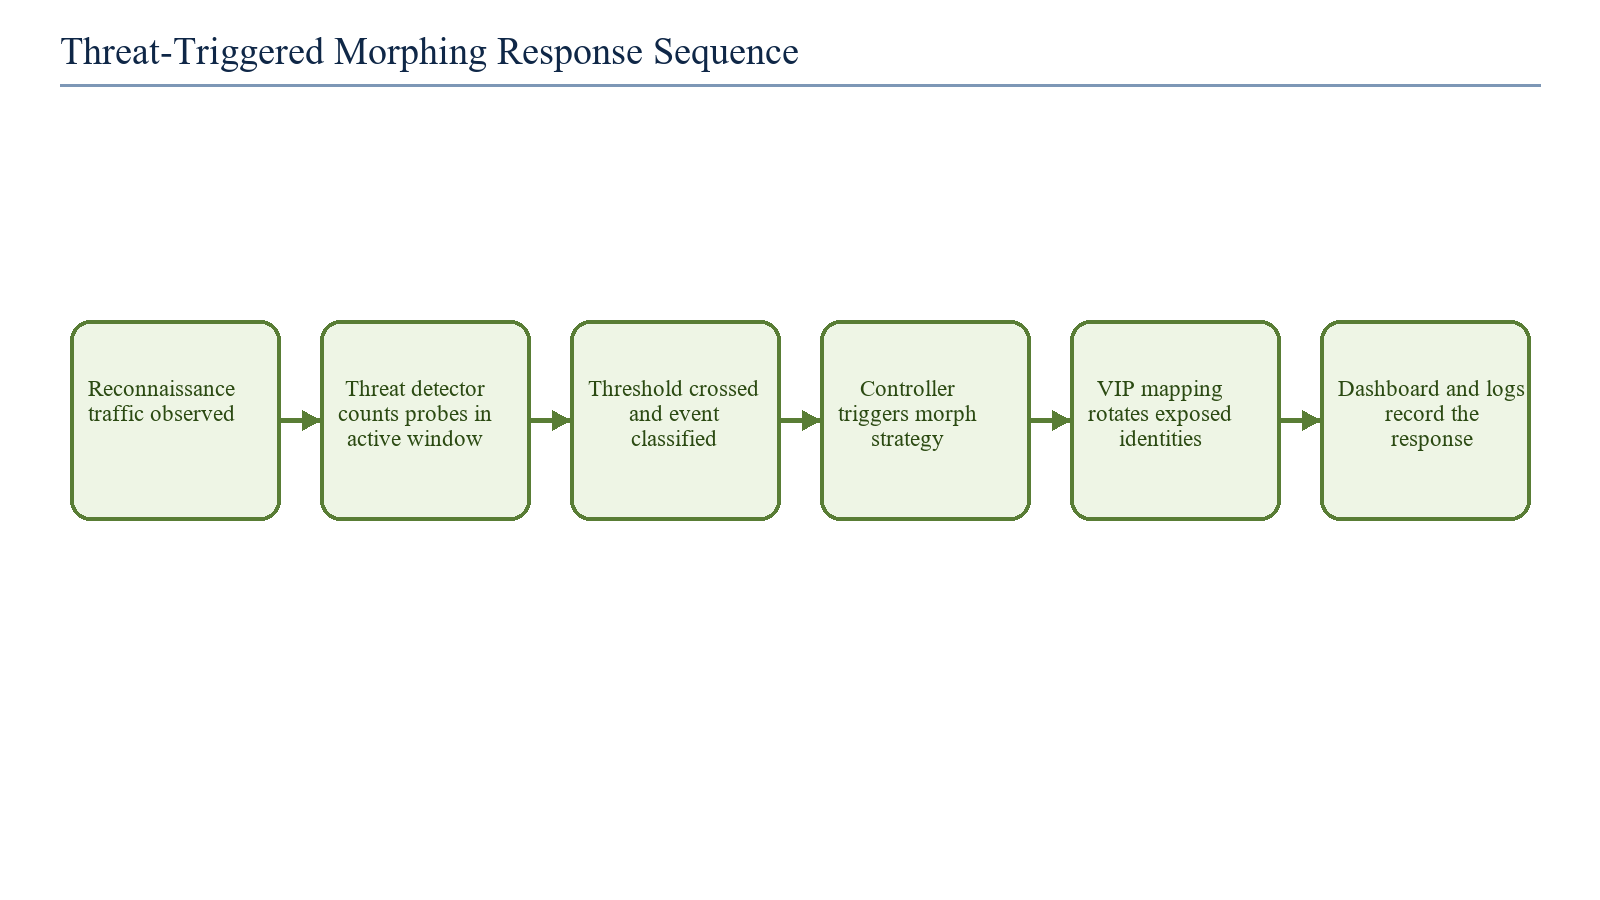 Threat-Triggered Morphing Response Sequence
Reconnaissance
traffic observed
Threat detector
counts probes in
active window
Threshold crossed
and event
classified
Controller
triggers morph
strategy
VIP mapping
rotates exposed
identities
Dashboard and logs
record the
response